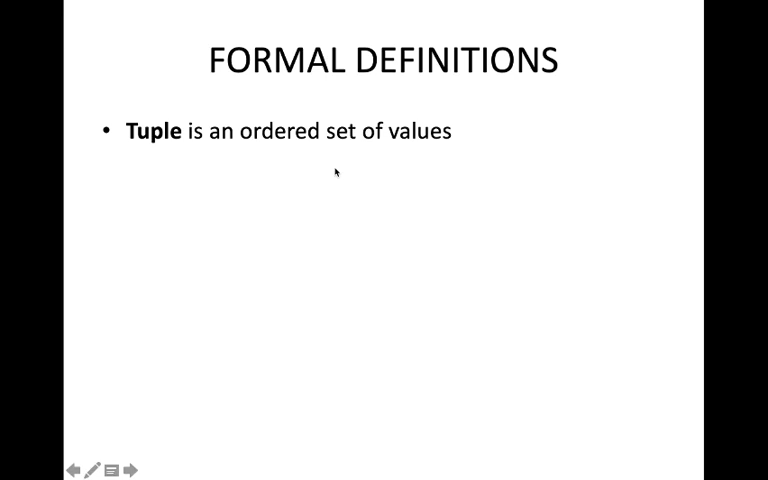 FORMAL DEFINITIONS
• Tuple is an ordered set of values